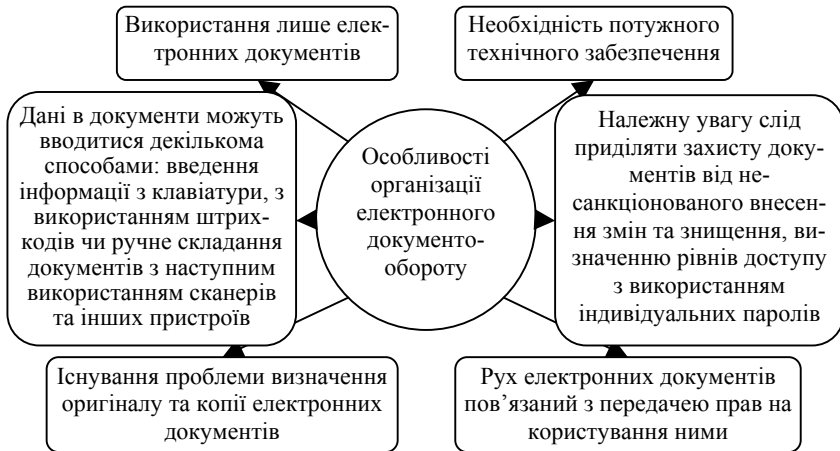 Використання лише елек-
тронних документів
Необхідність потужного
технічного забезпечення
Дані в документи можуть
вводитися декількома
способами: введення
інформації з клавіатури, з
використанням штрих-
кодів чи ручне складання
документів з наступним
використанням сканерів
та інших пристроїв
Особливості
організації
електронного
документо-
обороту
Належну увагу слід
приділяти захисту доку-
ментів від не-
санкціонованого внесен-
ня змін та знищення, ви-
значенню рівнів доступу
з використанням
індивідуальних паролів
Існування проблеми визначення
оригіналу та копії електронних
документів
Рух електронних документів
пов’язаний з передачею прав на
користування ними